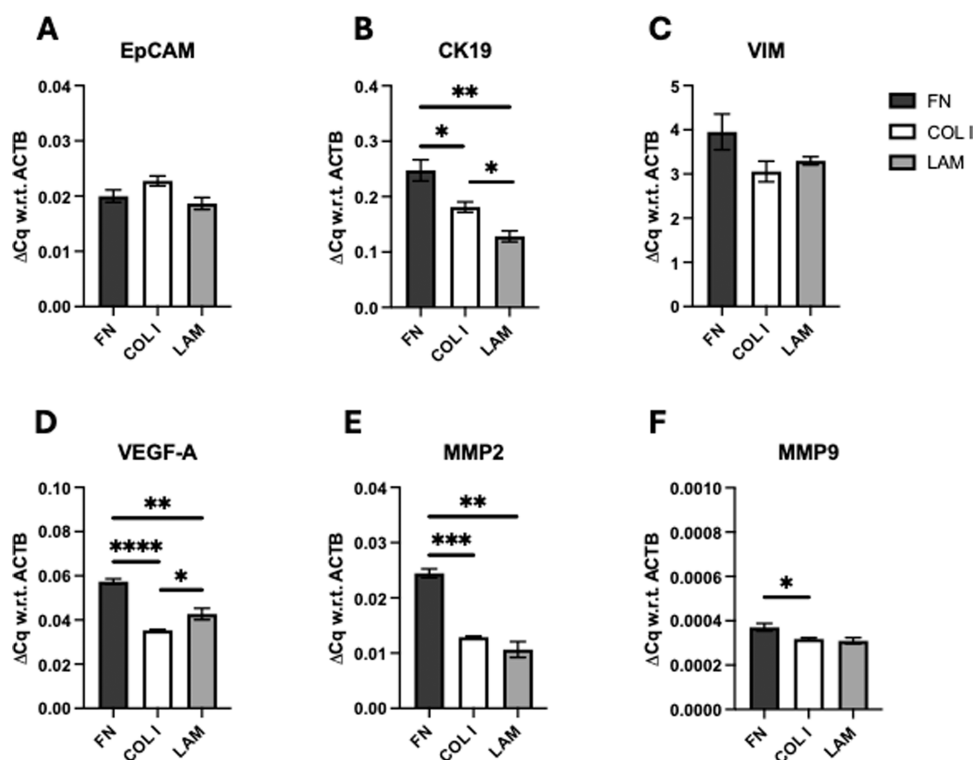 A
EpCAM
ΔCq w.r.t. ACTB
0.04
0.03
0.02
0.01
0.00
FN
COL I
LAM
B
CK19
ΔCq w.r.t. ACTB
0.4
0.3
0.2
0.1
0.0
**
*
*
FN
COL I
LAM
C
VIM
ΔCq w.r.t. ACTB
5
4
3
2
1
0
FN
COL I
LAM
FN
COL I
LAM
D
VEGF-A
ΔCq w.r.t. ACTB
0.10
0.08
0.06
0.04
0.02
0.00
**
****
*
FN
COL I
LAM
E
MMP2
ΔCq w.r.t. ACTB
0.04
0.03
0.02
0.01
0.00
**
***
FN
COL I
LAM
F
MMP9
ΔCq w.r.t. ACTB
0.0010
0.0008
0.0006
0.0004
0.0002
0.0000
*
FN
COL I
LAM